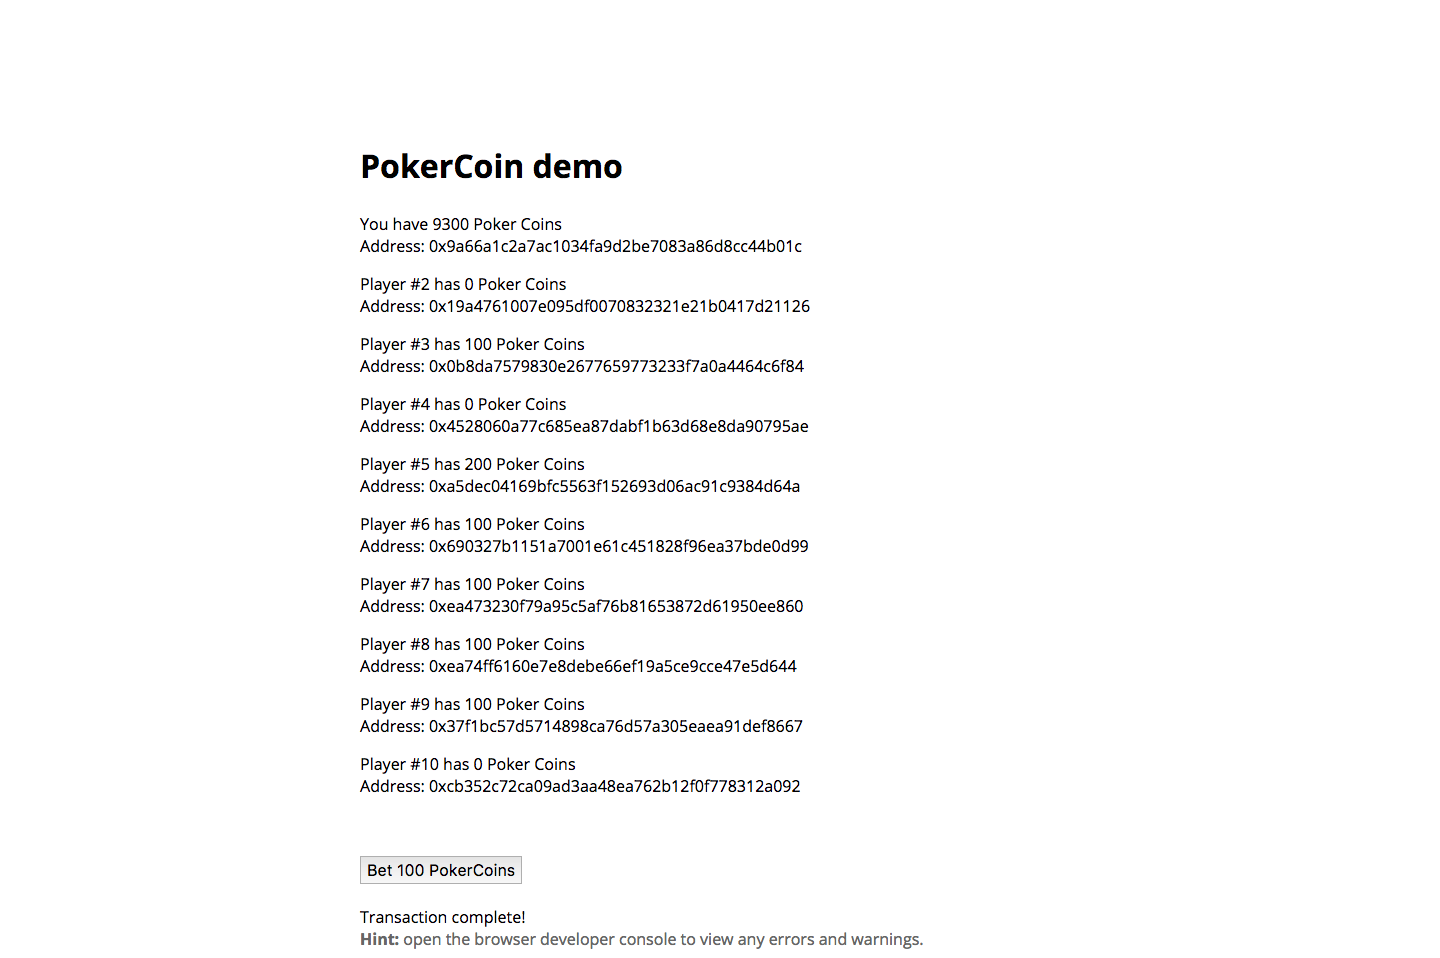 PokerCoin demo
You have 9300 Poker Coins
Address: 0x9a66a1c2a7ac1034fa9d2be7083a86d8cc44b01c
Player #2 has 0 Poker Coins
Address: 0x19a4761007e095df0070832321e21b0417d21126
Player #3 has 100 Poker Coins
Address: 0x0b8da7579830e2677659773233f7a0a4464c6f84
Player #4 has 0 Poker Coins
Address: 0x4528060a77c685ea87dabf1b63d68e8da90795ae
Player #5 has 200 Poker Coins
Address: 0xa5dec04169bfc5563f152693d06ac91c9384d64a
Player #6 has 100 Poker Coins
Address: 0x690327b1151a7001e61c451828f96ea37bde0d99
Player #7 has 100 Poker Coins
Address: 0xea473230f79a95c5af76b81653872d61950ee860
Player #8 has 100 Poker Coins
Address: 0xea74ff6160e7e8debe66ef19a5ce9cce47e5d644
Player #9 has 100 Poker Coins
Address: 0x37f1bc57d5714898ca76d57a305eaea91def8667
Player #10 has 0 Poker Coins
Address: 0xcb352c72ca09ad3aa48ea762b12f0f778312a092
Bet 100 PokerCoins
Transaction complete!
Hint: open the browser developer console to view any errors and warnings.